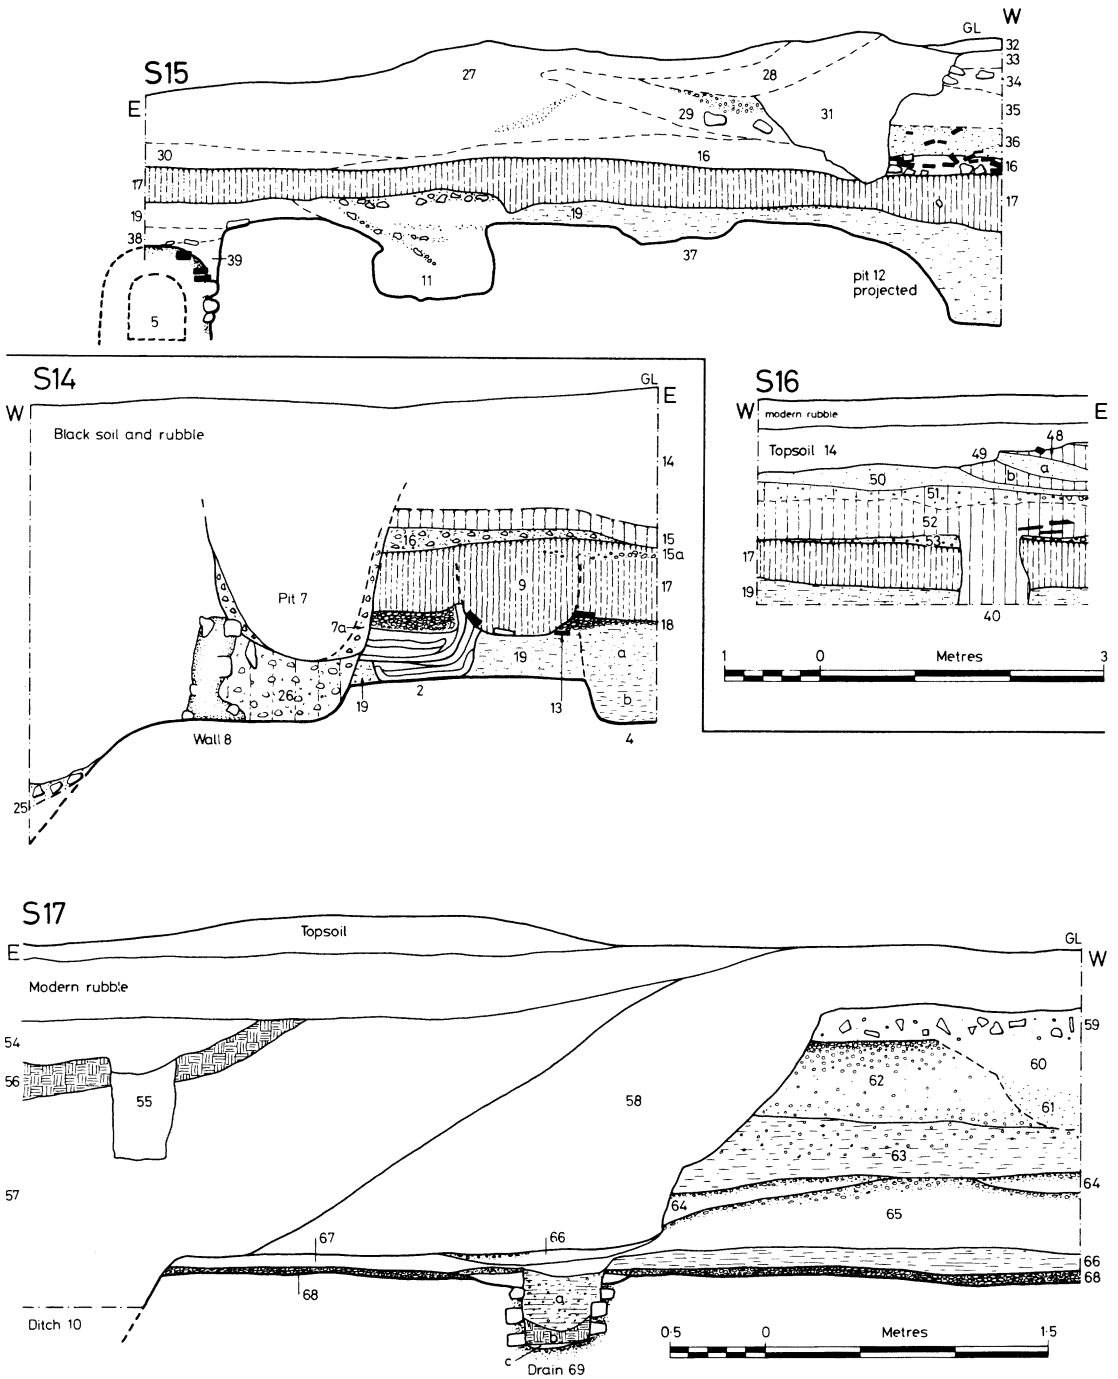 S15
E
GL
W
27
28
29
31
32
33
34
35
36
16
17
30
16
17
19
38
39
5
11
19
37
pit 12
projected
S14
W
GL
E
Black soil and rubble
14
16
15
15a
17
18
9
Pit 7
7a
26
19
2
19
13
a
b
4
Wall 8
25
S16
W
E
modern rubble
Topsoil 14
48
49
a
b
50
51
52
53
17
19
40
1 0 Metres 3
S17
E
GL
W
Topsoil
Modern rubble
54
56
55
57
58
59
60
61
62
63
64
64
65
66
68
67
66
68
a
b
c
Drain 69
Ditch 10
0·5 0 Metres 1·5